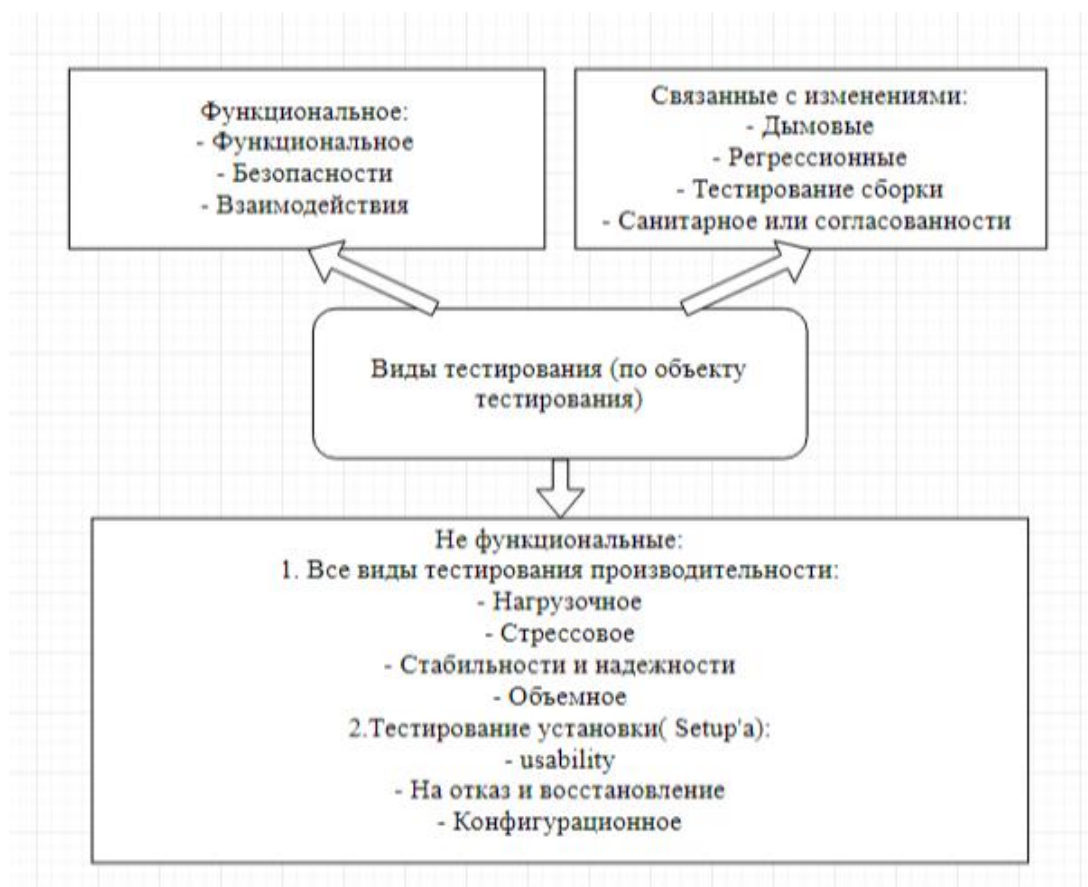 Функциональное:
- Функциональное
- Безопасности
- Взаимодействия
Связанные с изменениями:
- Дымовые
- Регрессионные
- Тестирование сборки
- Санитарное или согласованности
Виды тестирования (по объекту
тестирования)
Не функциональные:
1. Все виды тестирования производительности:
- Нагрузочное
- Стрессовое
- Стабильности и надежности
- Объемное
2.Тестирование установки( Setup'а):
- usability
- На отказ и восстановление
- Конфигурационное